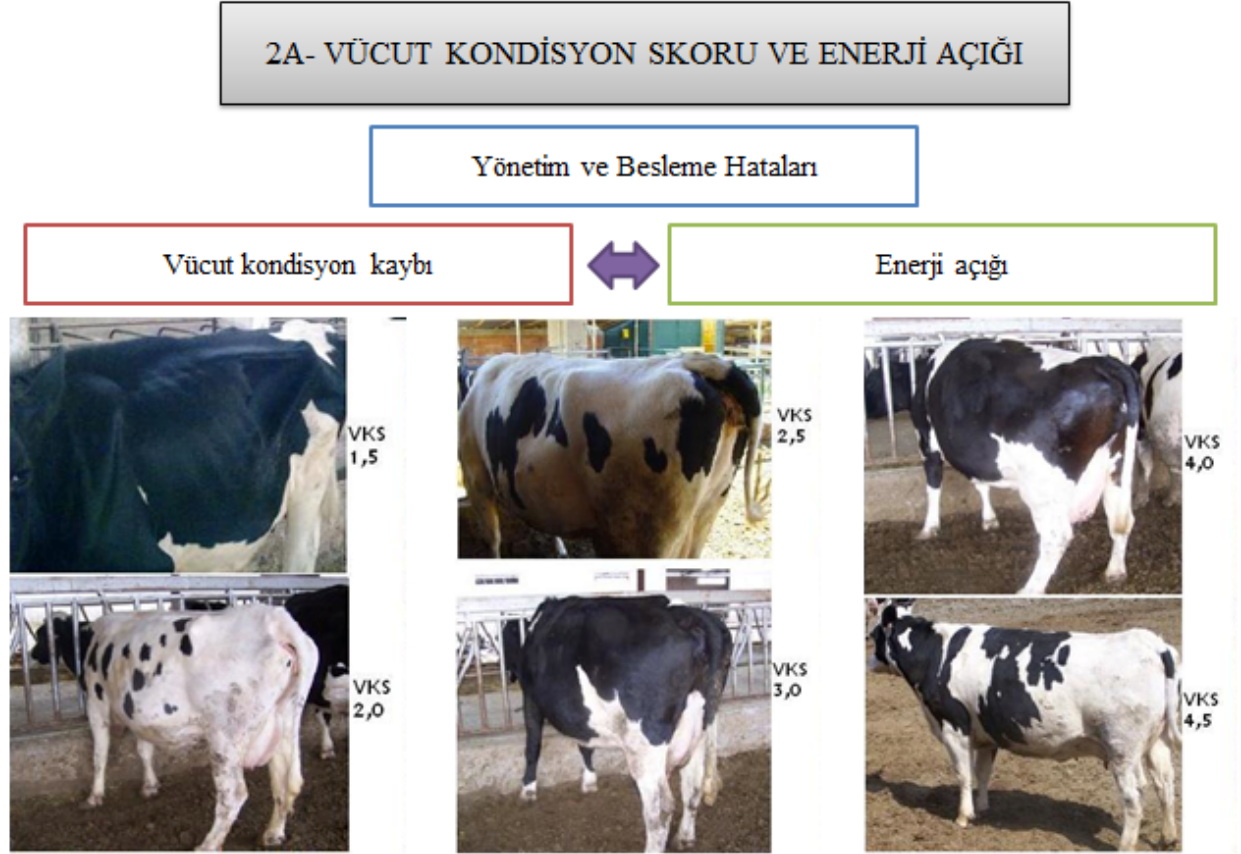 2A- VÜCUT KONDİSYON SKORU VE ENERJİ AÇIĞI
Yönetim ve Besleme Hataları
Vücut kondisyon kaybı
Enerji açığı
VKS
1,5
VKS
2,5
VKS
4,0
VKS
2,0
VKS
3,0
VKS
4,5